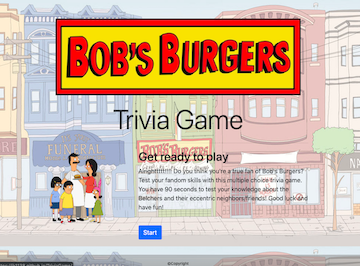 BOB'S BURGERS
Trivia Game
Get ready to play
Alright!!!!!! Do you think you're a true fan of Bob's Burgers?
Test your fandom skills with this multiple choice trivia game.
You have 90 seconds to test your knowledge about the
Belchers and their eccentric neighbors/friends! Good luck and
have fun!
FUNERAL
Start
©Copyright